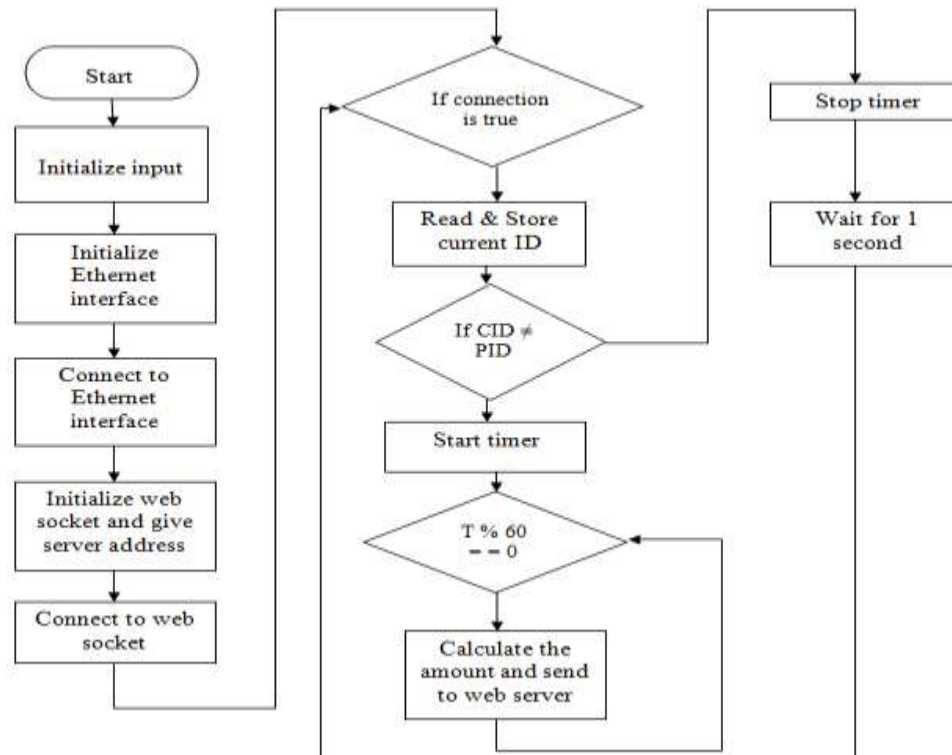 Start
Initialize input
Initialize
Ethernet
interface
Connect to
Ethernet
interface
Initialize web
socket and give
server address
Connect to web
socket
If connection
is true
Read & Store
current ID
If CID ≠
PID
Start timer
T % 60
= = 0
Calculate the
amount and send
to web server
Stop timer
Wait for 1
second